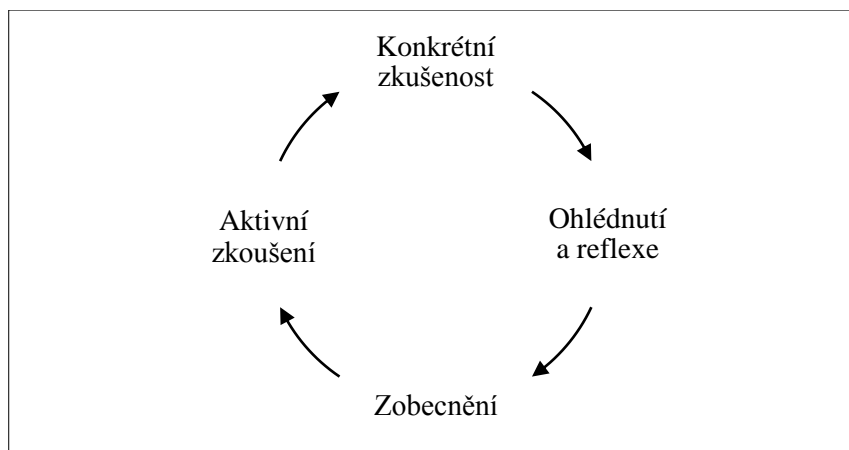 Konkrétní
zkušenost
Aktivní
zkoušení
Ohlédnutí
a reflexe
Zobecnění